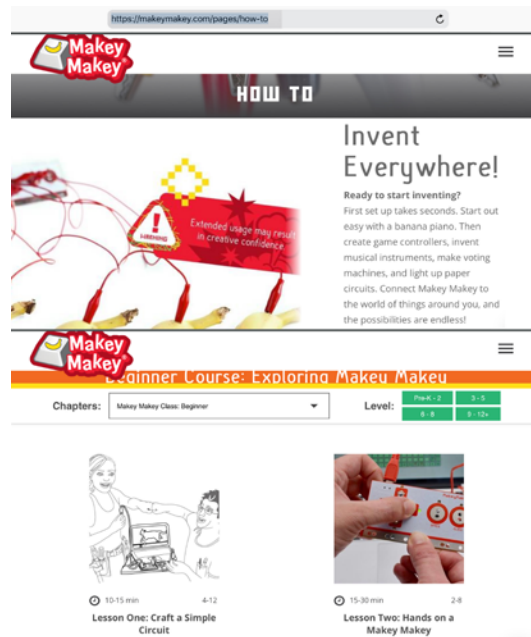 https://makeymakey.com/pages/how-to
Makey
Makey
HOW TO
Invent
Everywhere!
Ready to start inventing?
First set up takes seconds. Start out
easy with a banana piano. Then
create game controllers, invent
musical instruments, make voting
machines, and light up paper
circuits. Connect Makey Makey to
the world of things around you, and
the possibilities are endless!
WARNING
Extended usage may result
in creative confidence.
Makey
Makey
Beginner Course: Exploring Makey Makey
Chapters:
Makey Makey Class: Beginner
Level:
Pre-K - 2
3 - 5
6 - 8
9 - 12+
10-15 min
4-12
Lesson One: Craft a Simple
Circuit
15-30 min
2-8
Lesson Two: Hands on a
Makey Makey